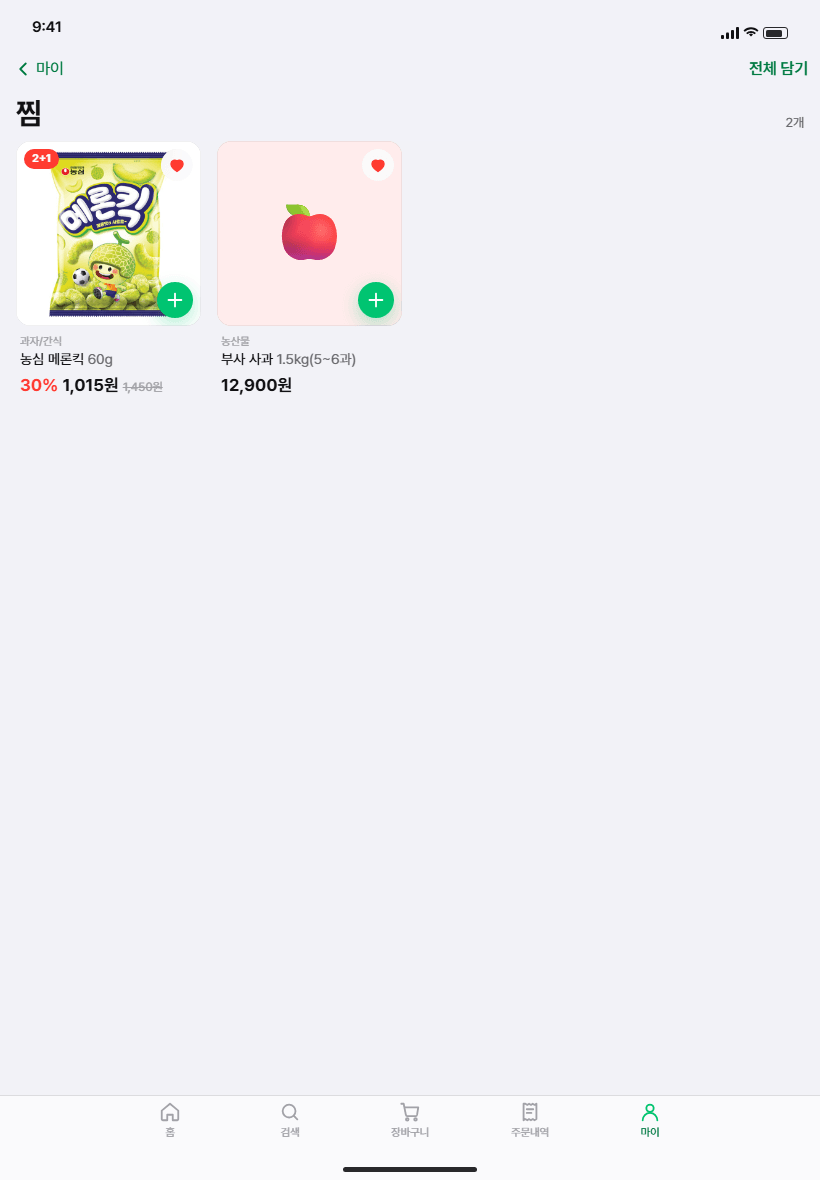 9:41
마이
전체 담기
찜
2개
2+1
농심
메론킥
과자/간식
농심 메론킥 60g
30% 1,015원 1,450원
농산물
부사 사과 1.5kg(5~6과)
12,900원
홈
검색
장바구니
주문내역
마이